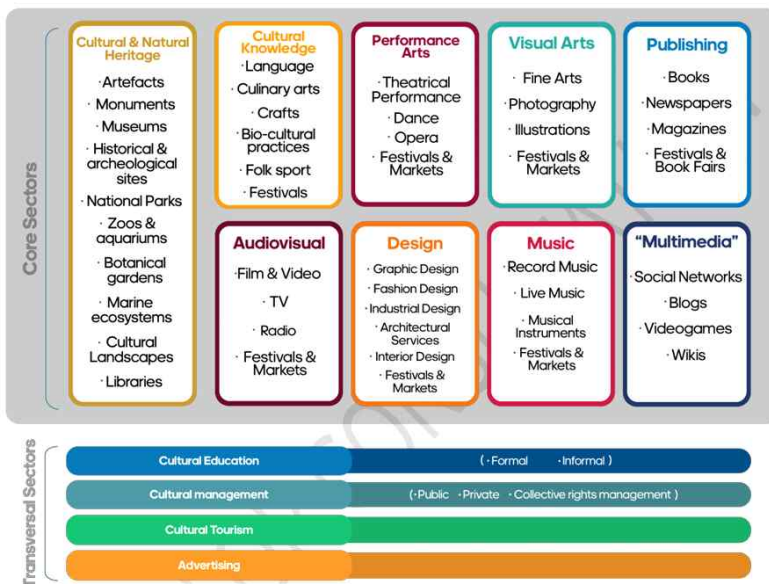 Core Sectors
Cultural & Natural
Heritage
· Artefacts
· Monuments
· Museums
· Historical &
archeological
sites
· National Parks
· Zoos &
aquariums
· Botanical
gardens
· Marine
ecosystems
· Cultural
Landscapes
· Libraries
Cultural
Knowledge
· Language
· Culinary arts
· Crafts
· Bio-cultural
practices
· Folk sport
· Festivals
Performance
Arts
· Theatrical
Performance
· Dance
· Opera
· Festivals &
Markets
Visual Arts
· Fine Arts
· Photography
· Illustrations
· Festivals &
Markets
Publishing
· Books
· Newspapers
· Magazines
· Festivals &
Book Fairs
Audiovisual
· Film & Video
· TV
· Radio
· Festivals &
Markets
Design
· Graphic Design
· Fashion Design
· Industrial Design
· Architectural
Services
· Interior Design
· Festivals &
Markets
Music
· Record Music
· Live Music
· Musical
Instruments
· Festivals &
Markets
“Multimedia”
· Social Networks
· Blogs
· Videogames
· Wikis
Transversal Sectors
Cultural Education ( · Formal · Informal )
Cultural management ( · Public · Private · Collective rights management )
Cultural Tourism
Advertising